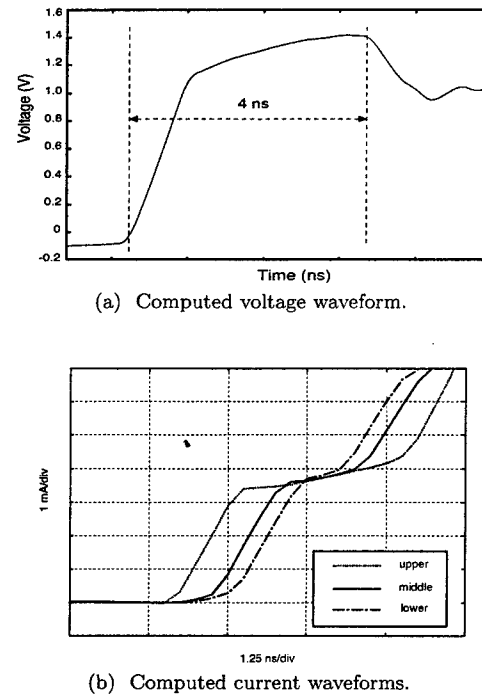 1.6
1.4
1.2
1.0
0.8
0.6
0.4
0.2
0
-0.2
Voltage (V)
4 ns
Time (ns)
(a) Computed voltage waveform.
1 mA/div
upper
middle
lower
1.25 ns/div
(b) Computed current waveforms.